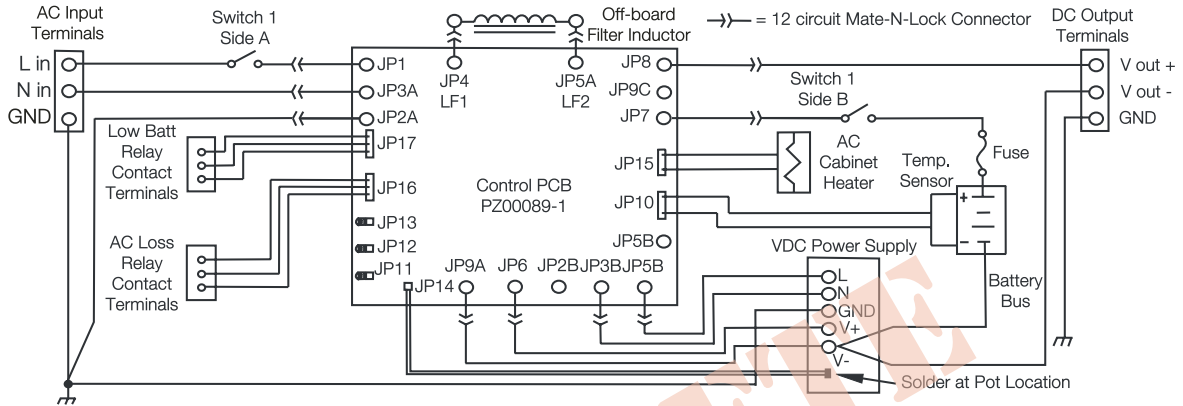 AC Input
Terminals
L in
N in
GND
Switch 1
Side A
Off-board
Filter Inductor
= 12 circuit Mate-N-Lock Connector
DC Output
Terminals
V out +
V out -
GND
JP1
JP3A
JP2A
JP17
JP16
JP13
JP12
JP11
JP14
JP4
LF1
JP5A
LF2
JP8
JP9C
JP7
JP15
JP10
JP5B
Control PCB
PZ00089-1
JP9A
JP6
JP2B
JP3B
JP5B
Low Batt
Relay
Contact
Terminals
AC Loss
Relay
Contact
Terminals
Switch 1
Side B
AC
Cabinet
Heater
Temp.
Sensor
Fuse
+
-
Battery
Bus
VDC Power Supply
L
N
GND
V+
V-
Solder at Pot Location